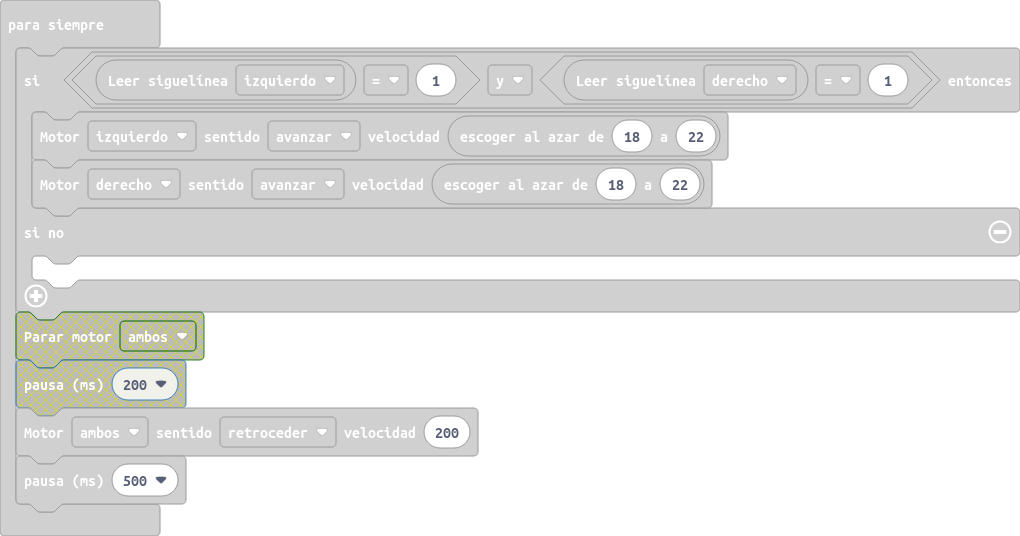 para siempre
si Leer siguelínea izquierdo = 1 y Leer siguelínea derecho = 1 entonces
Motor izquierdo sentido avanzar velocidad escoger al azar de 18 a 22
Motor derecho sentido avanzar velocidad escoger al azar de 18 a 22
si no
Parar motor ambos
pausa (ms) 200
Motor ambos sentido retroceder velocidad 200
pausa (ms) 500